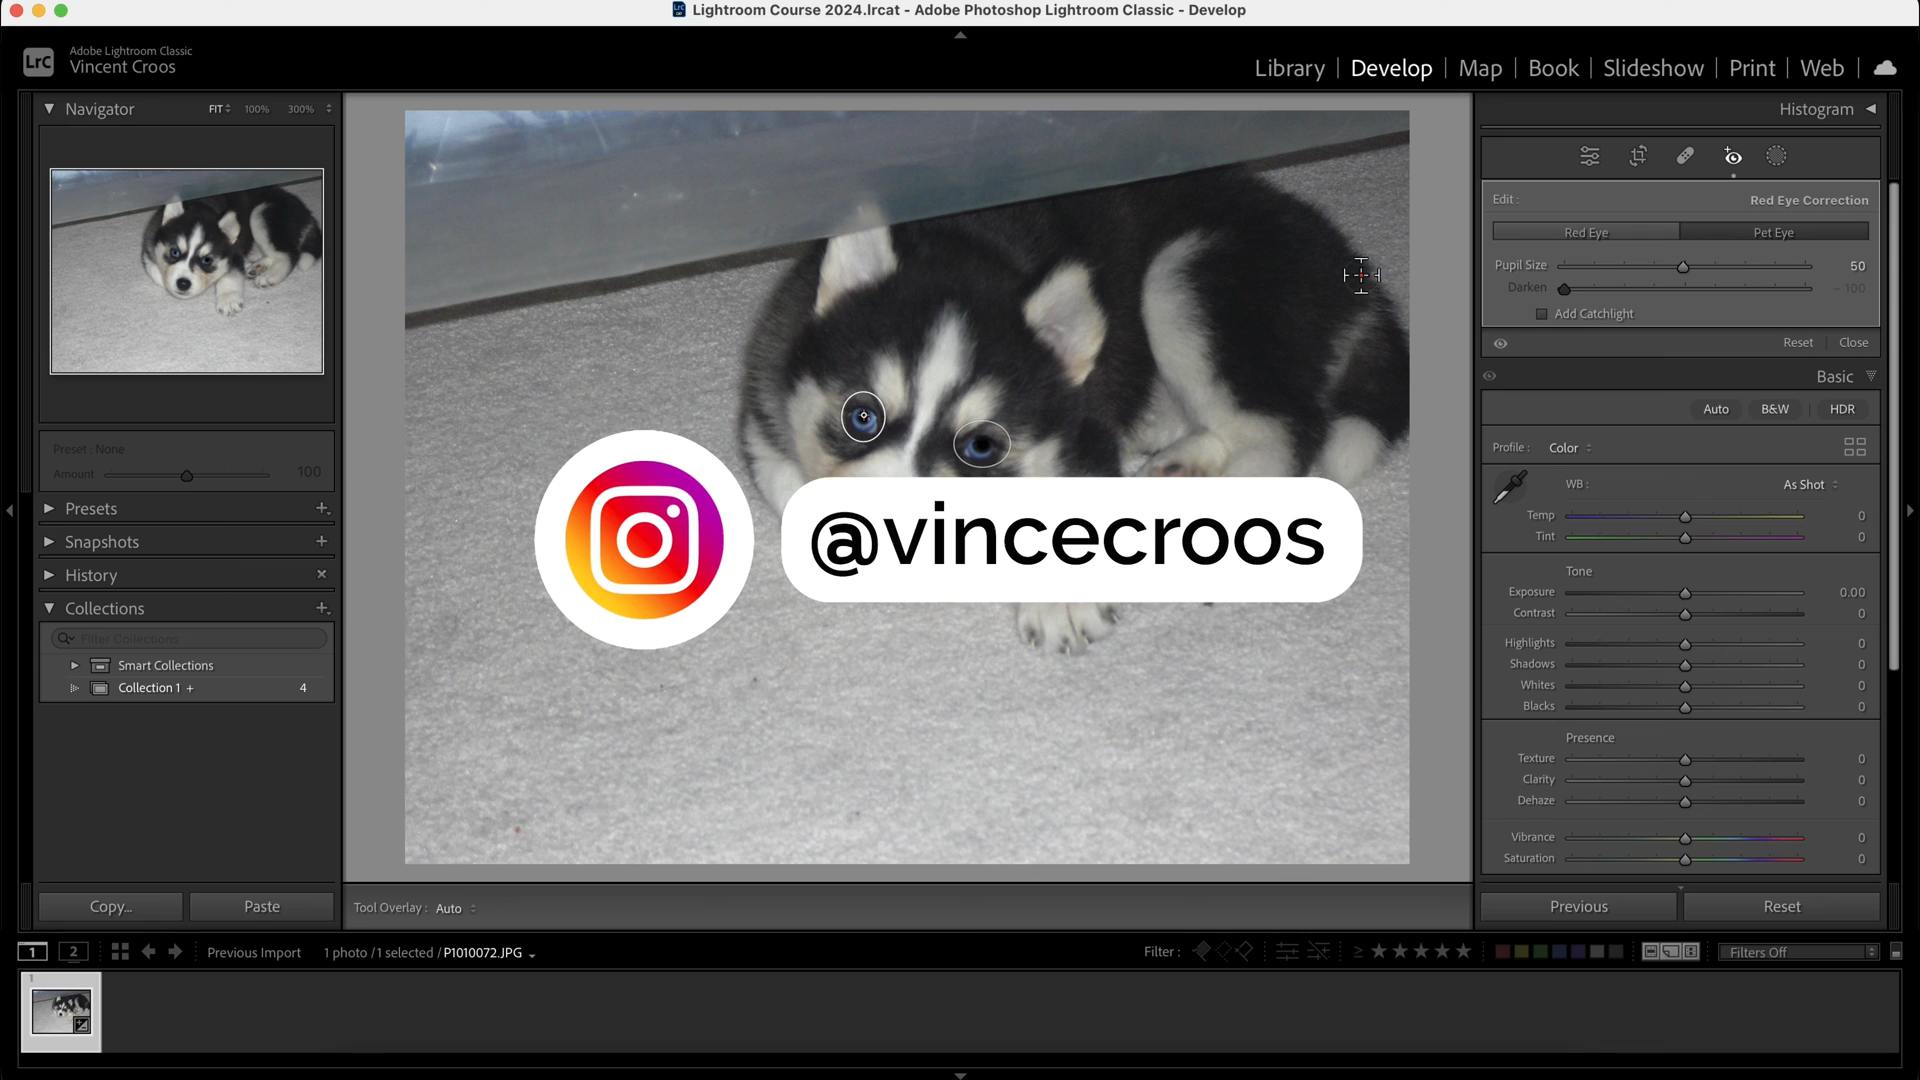 Lightroom Course 2024.lrcat - Adobe Photoshop Lightroom Classic - Develop
LrC
Adobe Lightroom Classic
Vincent Croos
Library
Develop
Map
Book
Slideshow
Print
Web
Navigator
FIT
100%
300%
Preset : None
Amount
100
Presets
Snapshots
History
Collections
Filter Collections
Smart Collections
Collection 1 +
4
Copy...
Paste
@vincecroos
Tool Overlay : Auto
Histogram
Edit :
Red Eye Correction
Red Eye
Pet Eye
Pupil Size
50
Darken
- 100
Add Catchlight
Reset
Close
Basic
Auto
B&W
HDR
Profile : Color
WB :
As Shot
Temp
0
Tint
0
Tone
Exposure
0.00
Contrast
0
Highlights
0
Shadows
0
Whites
0
Blacks
0
Presence
Texture
0
Clarity
0
Dehaze
0
Vibrance
0
Saturation
0
Previous
Reset
1
2
Previous Import
1 photo / 1 selected / P1010072.JPG
Filter :
≥
Filters Off
1